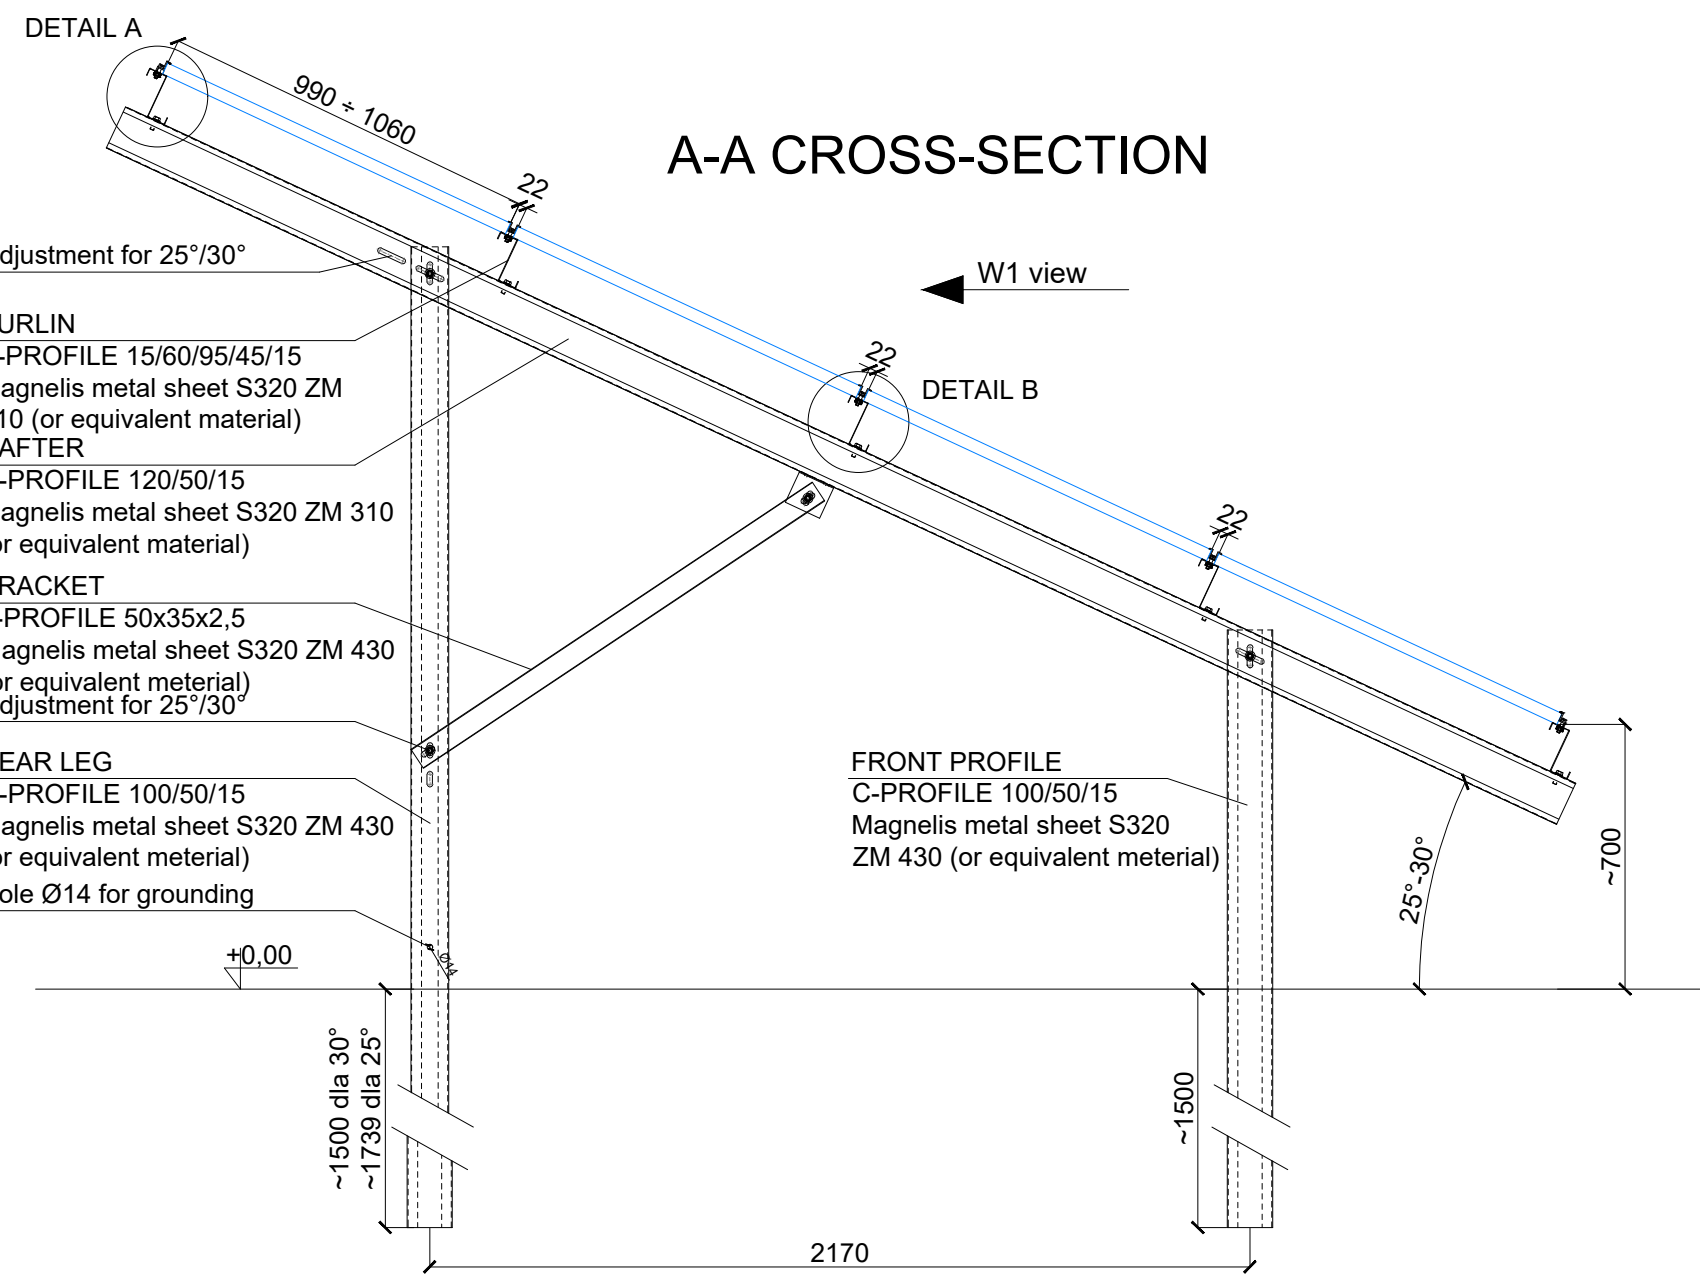 DETAIL A
990 ÷ 1060
A-A CROSS-SECTION
22
djustment for 25°/30°
W1 view
URLIN
-PROFILE 15/60/95/45/15
agnelis metal sheet S320 ZM
10 (or equivalent material)
22
DETAIL B
AFTER
-PROFILE 120/50/15
agnelis metal sheet S320 ZM 310
or equivalent material)
22
RACKET
-PROFILE 50x35x2,5
agnelis metal sheet S320 ZM 430
or equivalent meterial)
djustment for 25°/30°
EAR LEG
-PROFILE 100/50/15
agnelis metal sheet S320 ZM 430
or equivalent meterial)
FRONT PROFILE
C-PROFILE 100/50/15
Magnelis metal sheet S320
ZM 430 (or equivalent meterial)
25°-30°
~700
ole Ø14 for grounding
Ø14
+0,00
~1500 dla 30°
~1739 dla 25°
~1500
2170